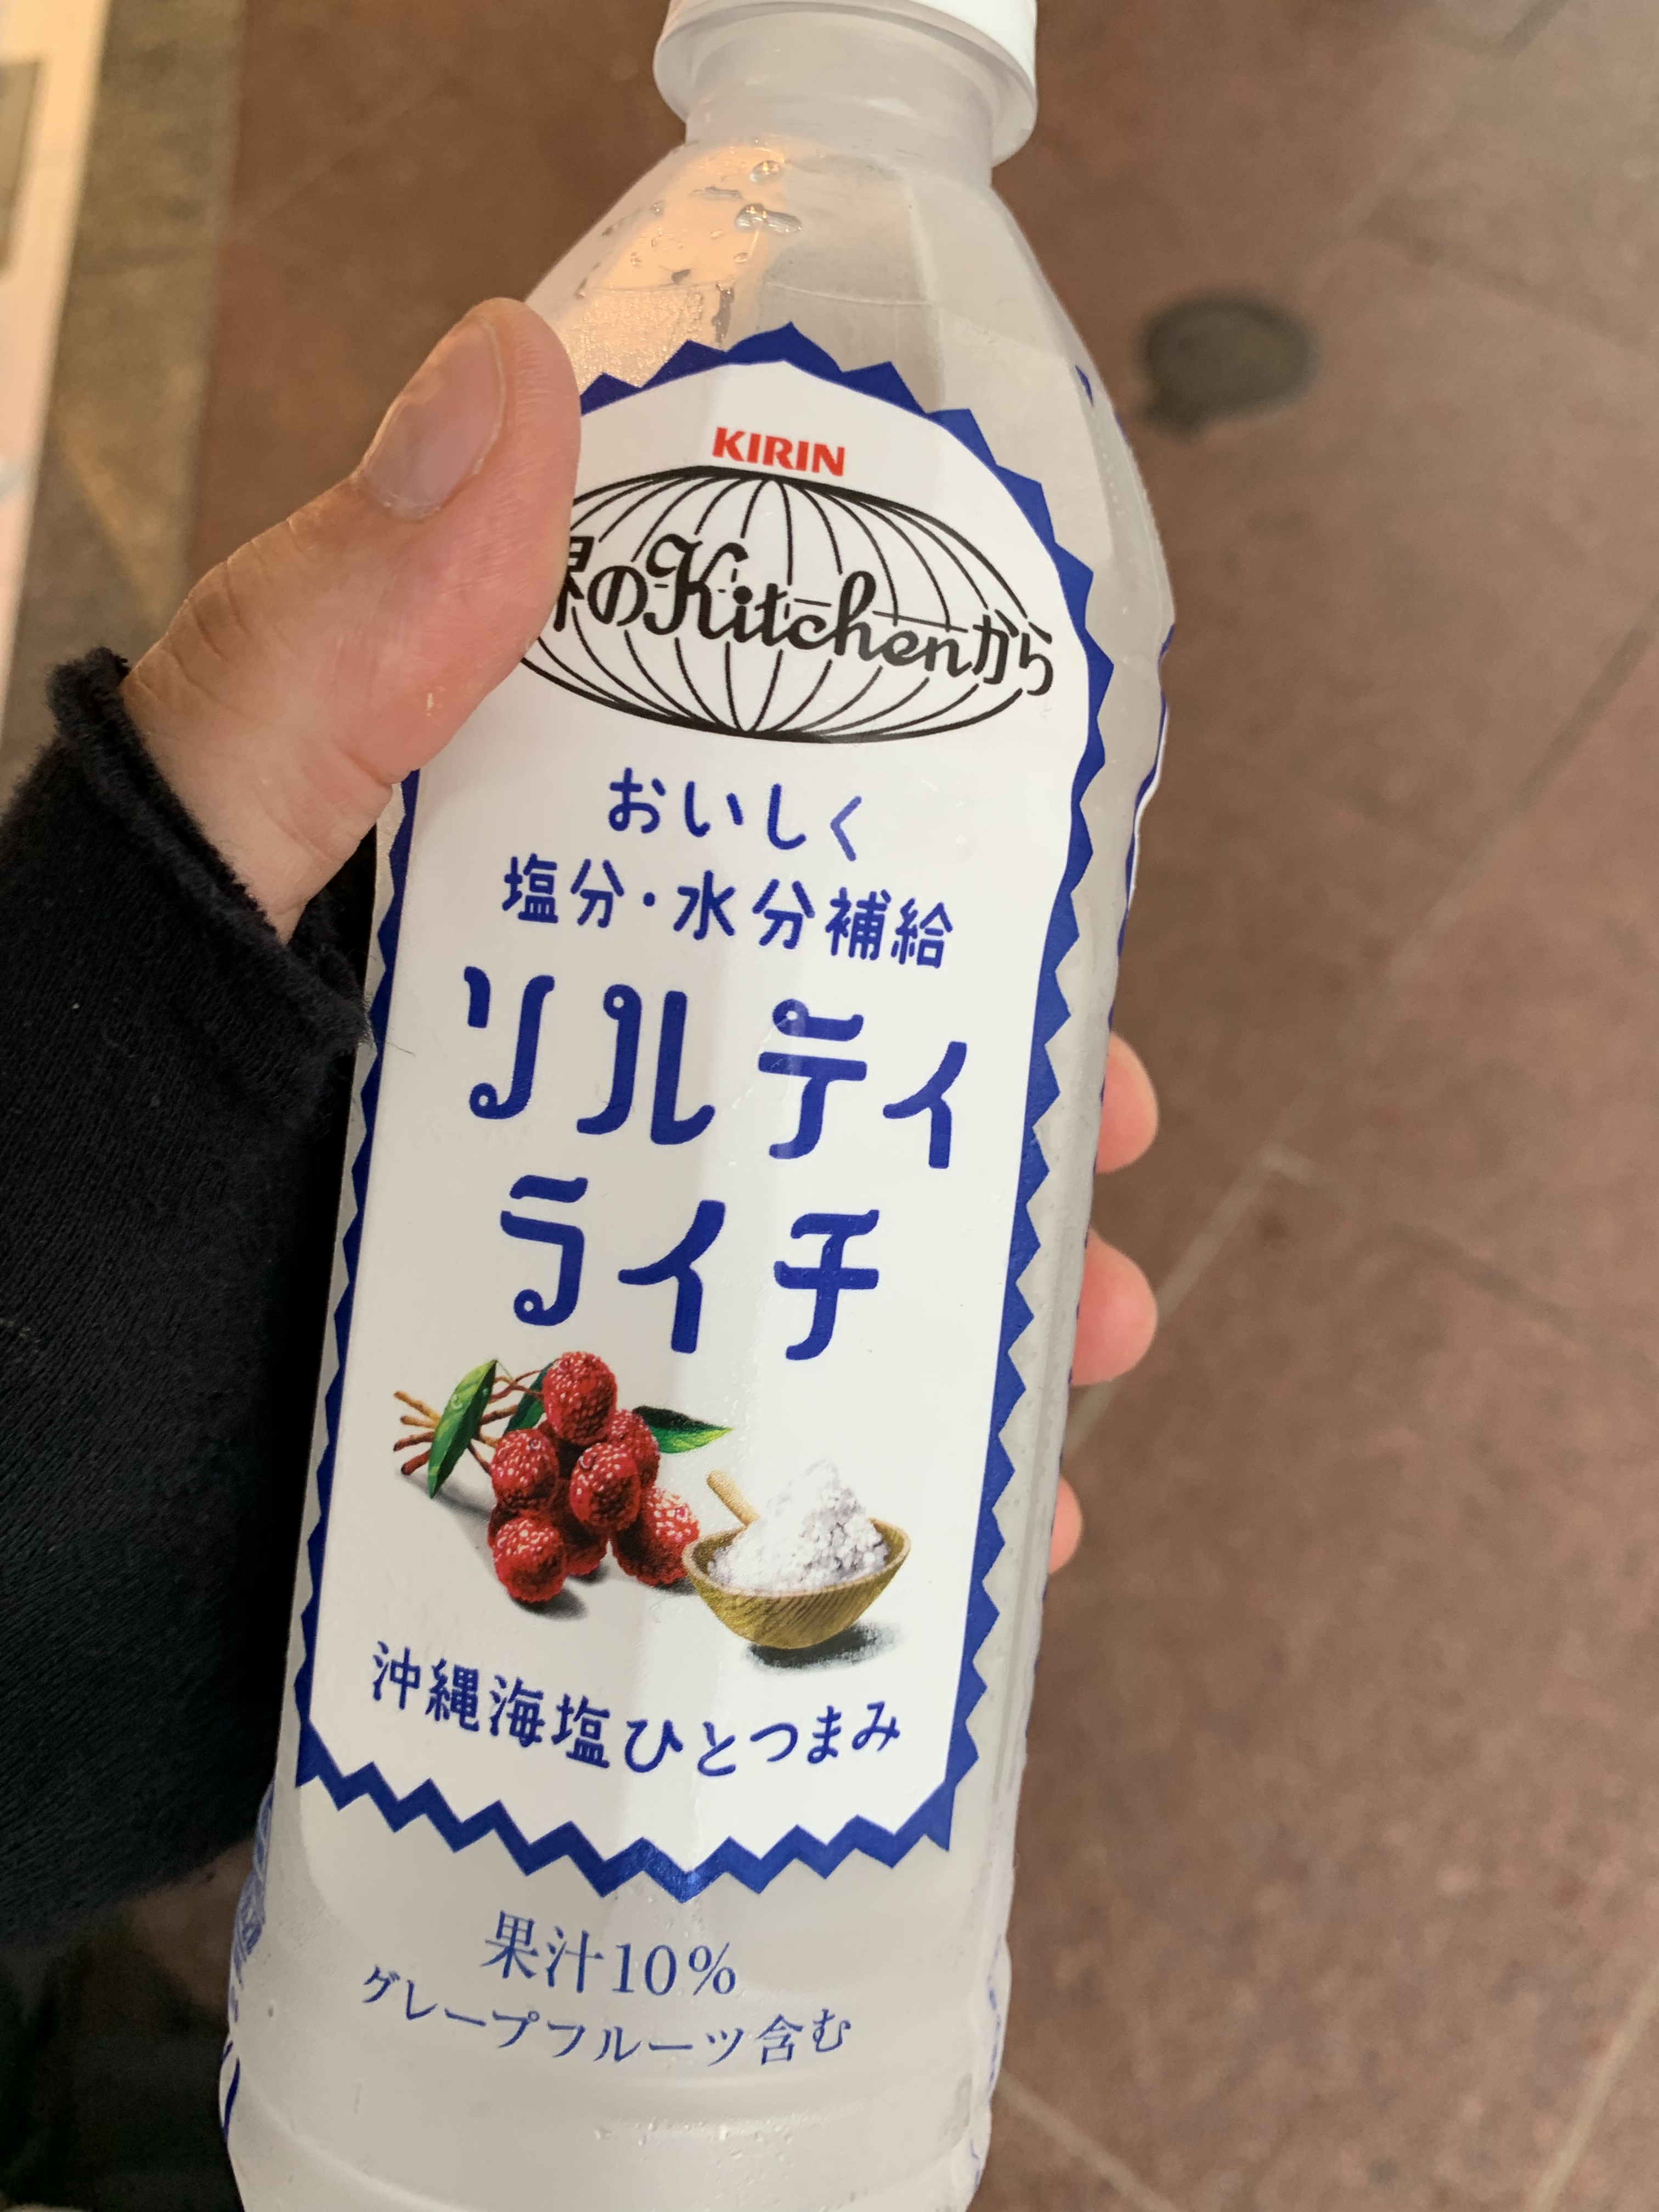 KIRIN
界のKitchenから
おいしく
塩分・水分補給
ソルティ
ライチ
沖縄海塩ひとつまみ
果汁10%
グレープフルーツ含む